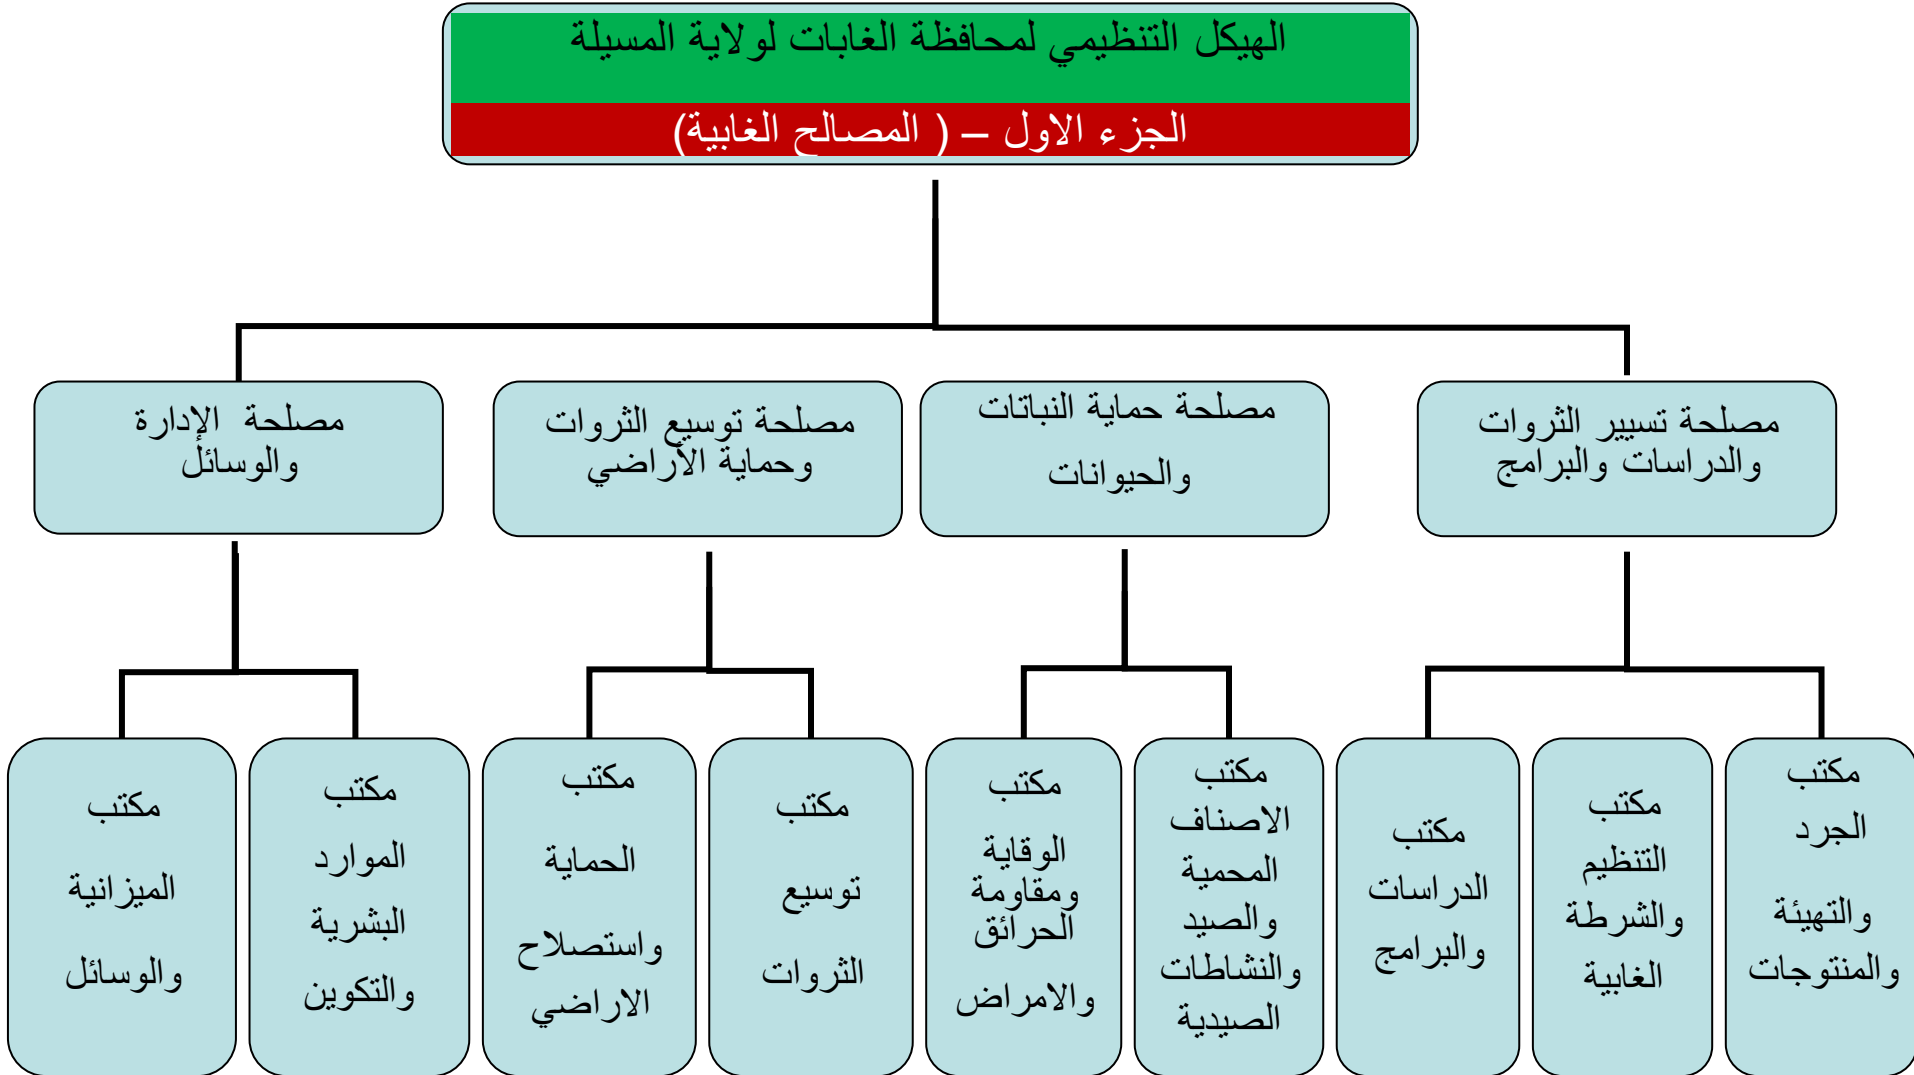 الهيكل التنظيمي لمحافظة الغابات لولاية المسيلة
الجزء الاول – ( المصالح الغابية)
مصلحة تسيير الثروات
والدراسات والبرامج
مصلحة حماية النباتات
والحيوانات
مصلحة توسيع الثروات
وحماية الأراضي
مصلحة الإدارة
والوسائل
مكتب
الجرد
والتهيئة
والمنتوجات
مكتب
التنظيم
والشرطة
الغابية
مكتب
الدراسات
والبرامج
مكتب
الاصناف
المحمية
والصيد
والنشاطات
الصيدية
مكتب
الوقاية
ومقاومة
الحرائق
والامراض
مكتب
توسيع
الثروات
مكتب
الحماية
واستصلاح
الاراضي
مكتب
الموارد
البشرية
والتكوين
مكتب
الميزانية
والوسائل